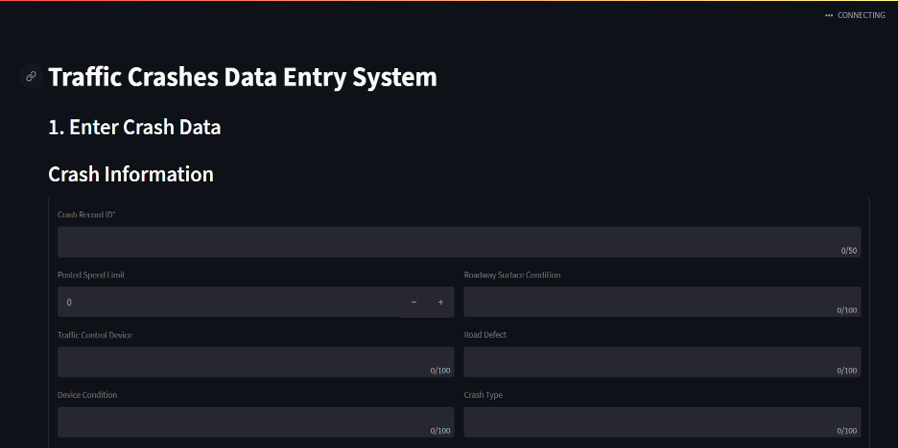 ••• CONNECTING
Traffic Crashes Data Entry System
1. Enter Crash Data
Crash Information
Crash Record ID*
0/50
Posted Speed Limit Roadway Surface Condition
0 − +
0/100
Traffic Control Device Road Defect
0/100 0/100
Device Condition Crash Type
0/100 0/100